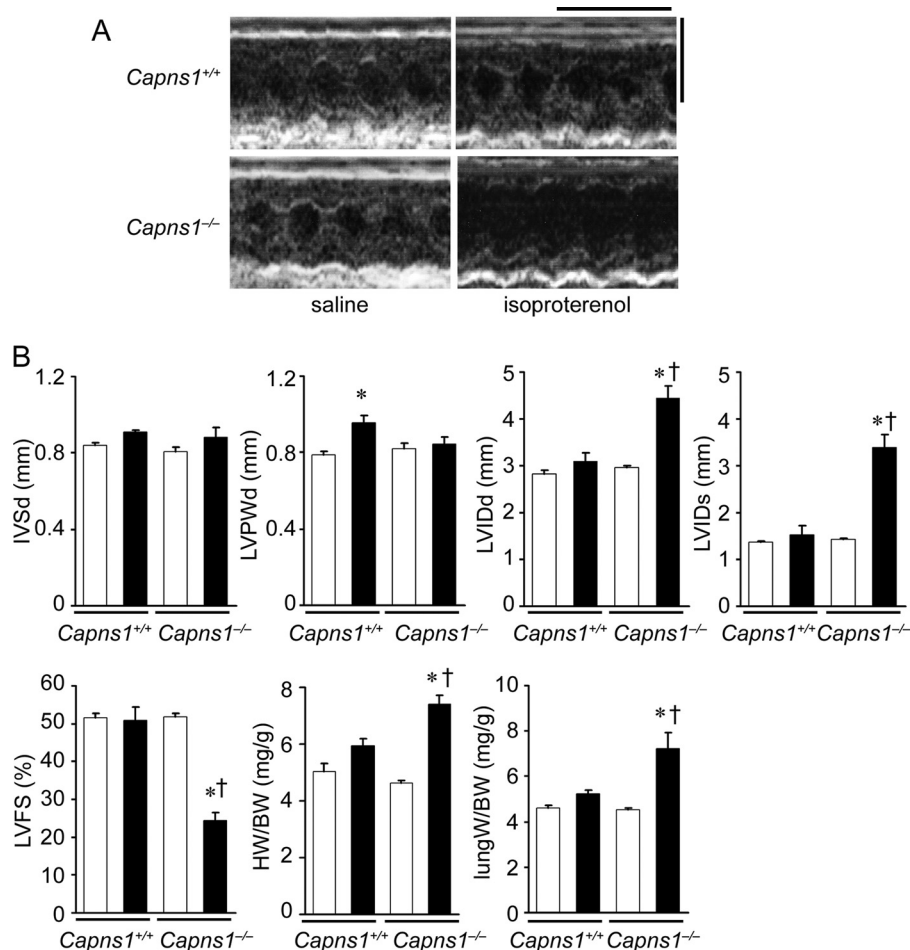 A
Capns1+/+
Capns1–/–
saline
isoproterenol
B
IVSd (mm)
1.2
0.8
0.4
0
Capns1+/+
Capns1–/–
LVPWd (mm)
1.2
0.8
0.4
0
*
Capns1+/+
Capns1–/–
LVIDd (mm)
5
4
3
2
1
0
*†
Capns1+/+
Capns1–/–
LVIDs (mm)
5
4
3
2
1
0
*†
Capns1+/+
Capns1–/–
LVFS (%)
60
50
40
30
20
10
0
*†
Capns1+/+
Capns1–/–
HW/BW (mg/g)
8
6
4
2
0
*†
Capns1+/+
Capns1–/–
lungW/BW (mg/g)
10
8
6
4
2
0
*†
Capns1+/+
Capns1–/–